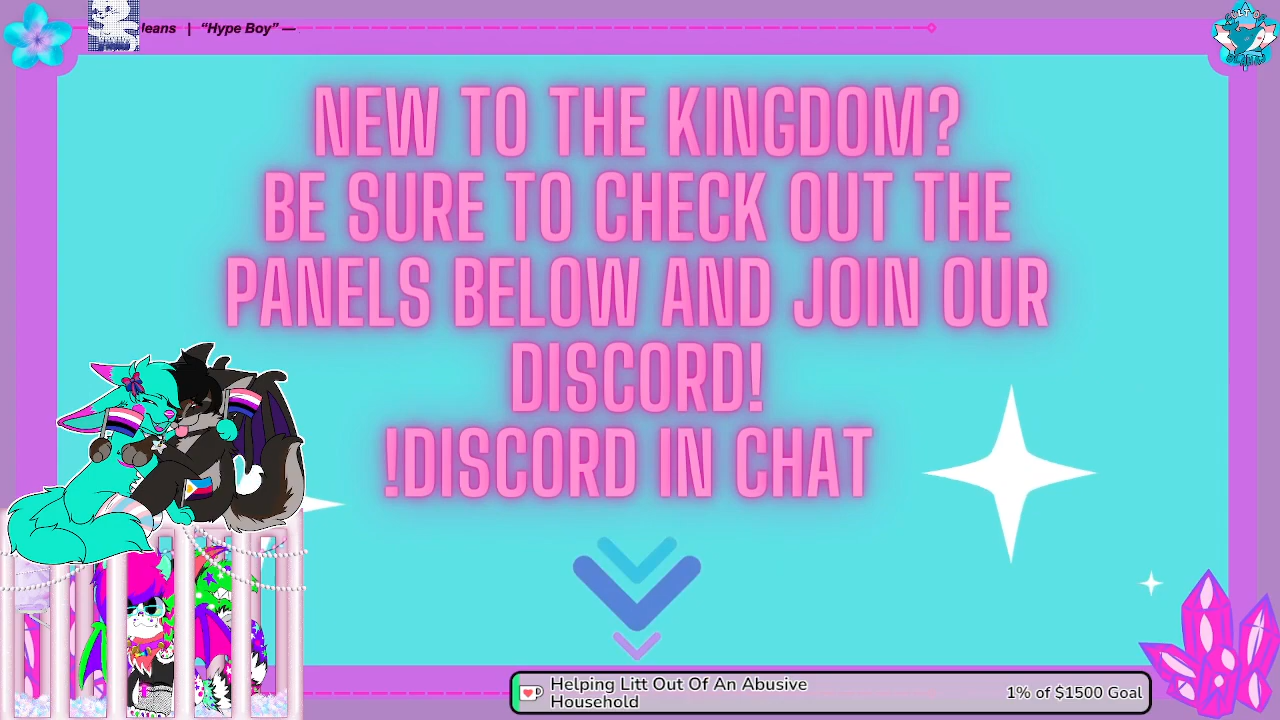 leans | “Hype Boy” —
NEW TO THE KINGDOM?
BE SURE TO CHECK OUT THE
PANELS BELOW AND JOIN OUR
DISCORD!
!DISCORD IN CHAT
Helping Litt Out Of An Abusive
Household
1% of $1500 Goal